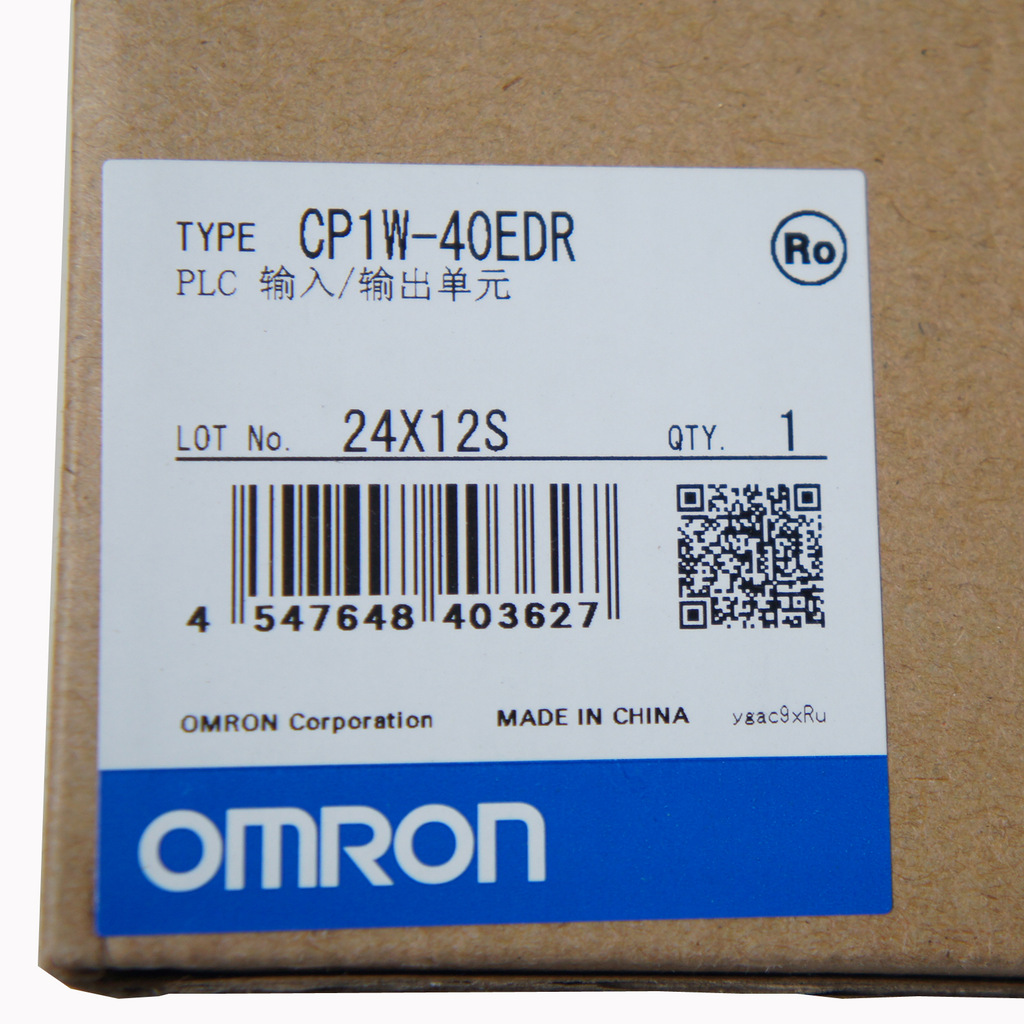 TYPE CP1W-40EDR
Ro
PLC 输入/输出单元
LOT No. 24X12S QTY. 1
4 547648 403627
OMRON Corporation MADE IN CHINA ygac9xRu
OMRON